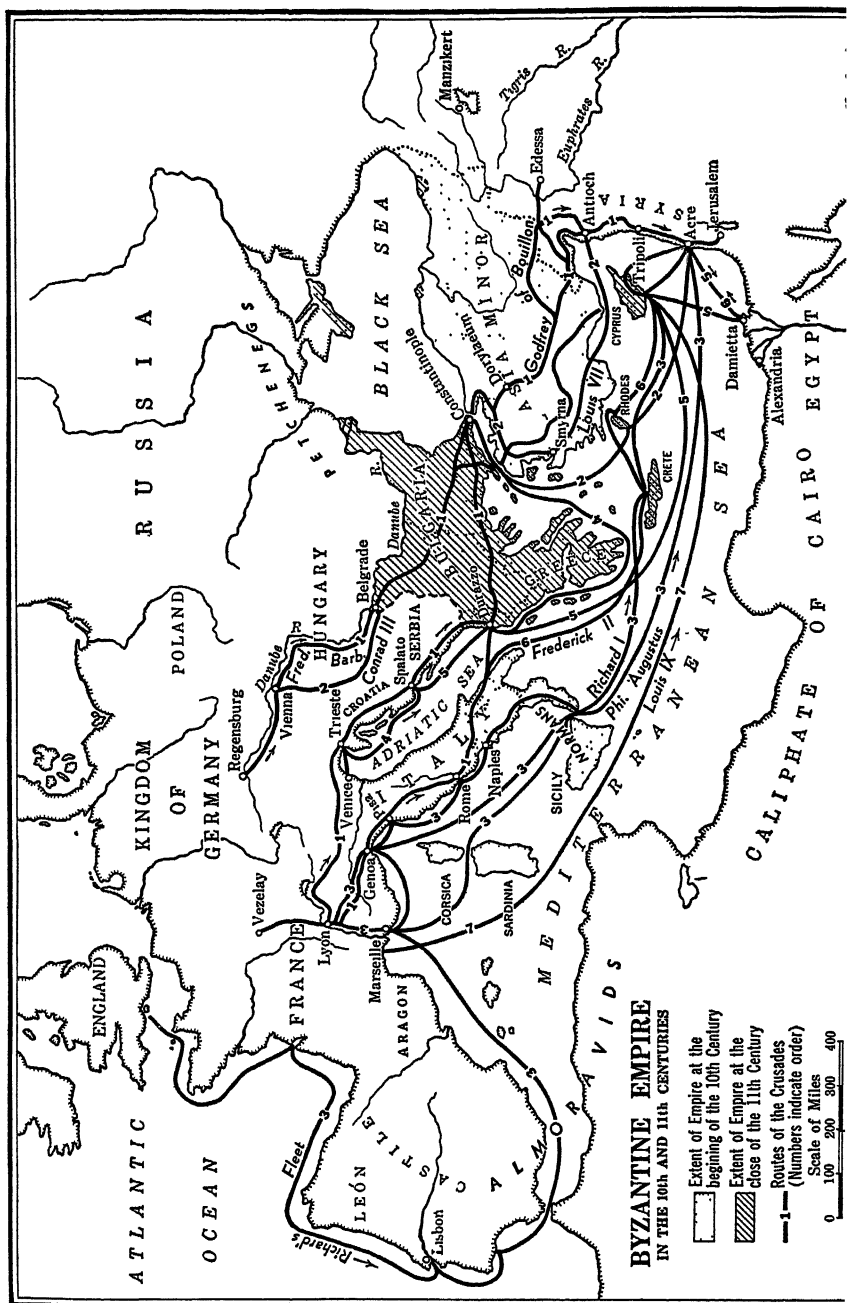 BYZANTINE EMPIRE
IN THE 10th AND 11th CENTURIES
Extent of Empire at the
begining of the 10th Century
Extent of Empire at the
close of the 11th Century
1
Routes of the Crusades
(Numbers indicate order)
Scale of Miles
0 100 200 300 400
ATLANTIC
OCEAN
ENGLAND
FRANCE
KINGDOM
OF
GERMANY
POLAND
RUSSIA
PETCHENEGS
HUNGARY
CROATIA
SERBIA
BULGARIA
GREECE
ITALY
NORMANS
SICILY
CORSICA
SARDINIA
ARAGON
CASTILE
LEÓN
ALMORAVIDS
MEDITERRANEAN SEA
ADRIATIC SEA
BLACK SEA
ASIA MINOR
SYRIA
CYPRUS
RHODES
CRETE
CALIPHATE OF CAIRO EGYPT
Richard's Fleet
Lisbon
Vezelay
Lyon
Marseille
Genoa
Pisa
Rome
Naples
Venice
Trieste
Regensburg
Vienna
Danube R.
Fred. Barb.
Conrad III
Belgrade
Spalato
Durazzo
Danube R.
Constantinople
Dorylaeum
Godfrey of Bouillon
Smyrna
Louis VII
Manzikert
Tigris R.
Euphrates R.
Edessa
Antioch
Tripoli
Acre
Jerusalem
Damietta
Alexandria
Frederick II
Richard I
Phi. Augustus
Louis IX